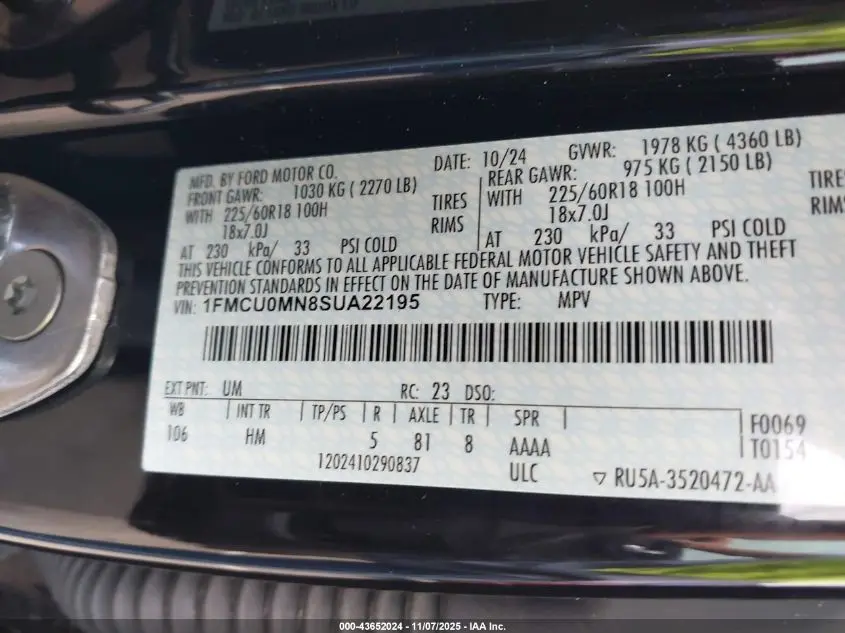 MFD. BY FORD MOTOR CO. DATE: 10/24 GVWR: 1978 KG ( 4360 LB)
FRONT GAWR: 1030 KG ( 2270 LB) REAR GAWR: 975 KG ( 2150 LB)
WITH 225/60R18 100H TIRES WITH 225/60R18 100H TIRE
18x7.0J RIMS 18x7.0J RIM
AT 230 kPa/ 33 PSI COLD AT 230 kPa/ 33 PSI COLD
THIS VEHICLE CONFORMS TO ALL APPLICABLE FEDERAL MOTOR VEHICLE SAFETY AND THEFT
PREVENTION STANDARDS IN EFFECT ON THE DATE OF MANUFACTURE SHOWN ABOVE.
VIN: 1FMCU0MN8SUA22195 TYPE: MPV
EXT PNT: UM RC: 23 DSO:
WB INT TR TP/PS R AXLE TR SPR F0069
106 HM 5 81 8 AAAA T0154
1202410290837 ULC RU5A-3520472-AA
000-43652024 | 11/07/2025 - IAA Inc.